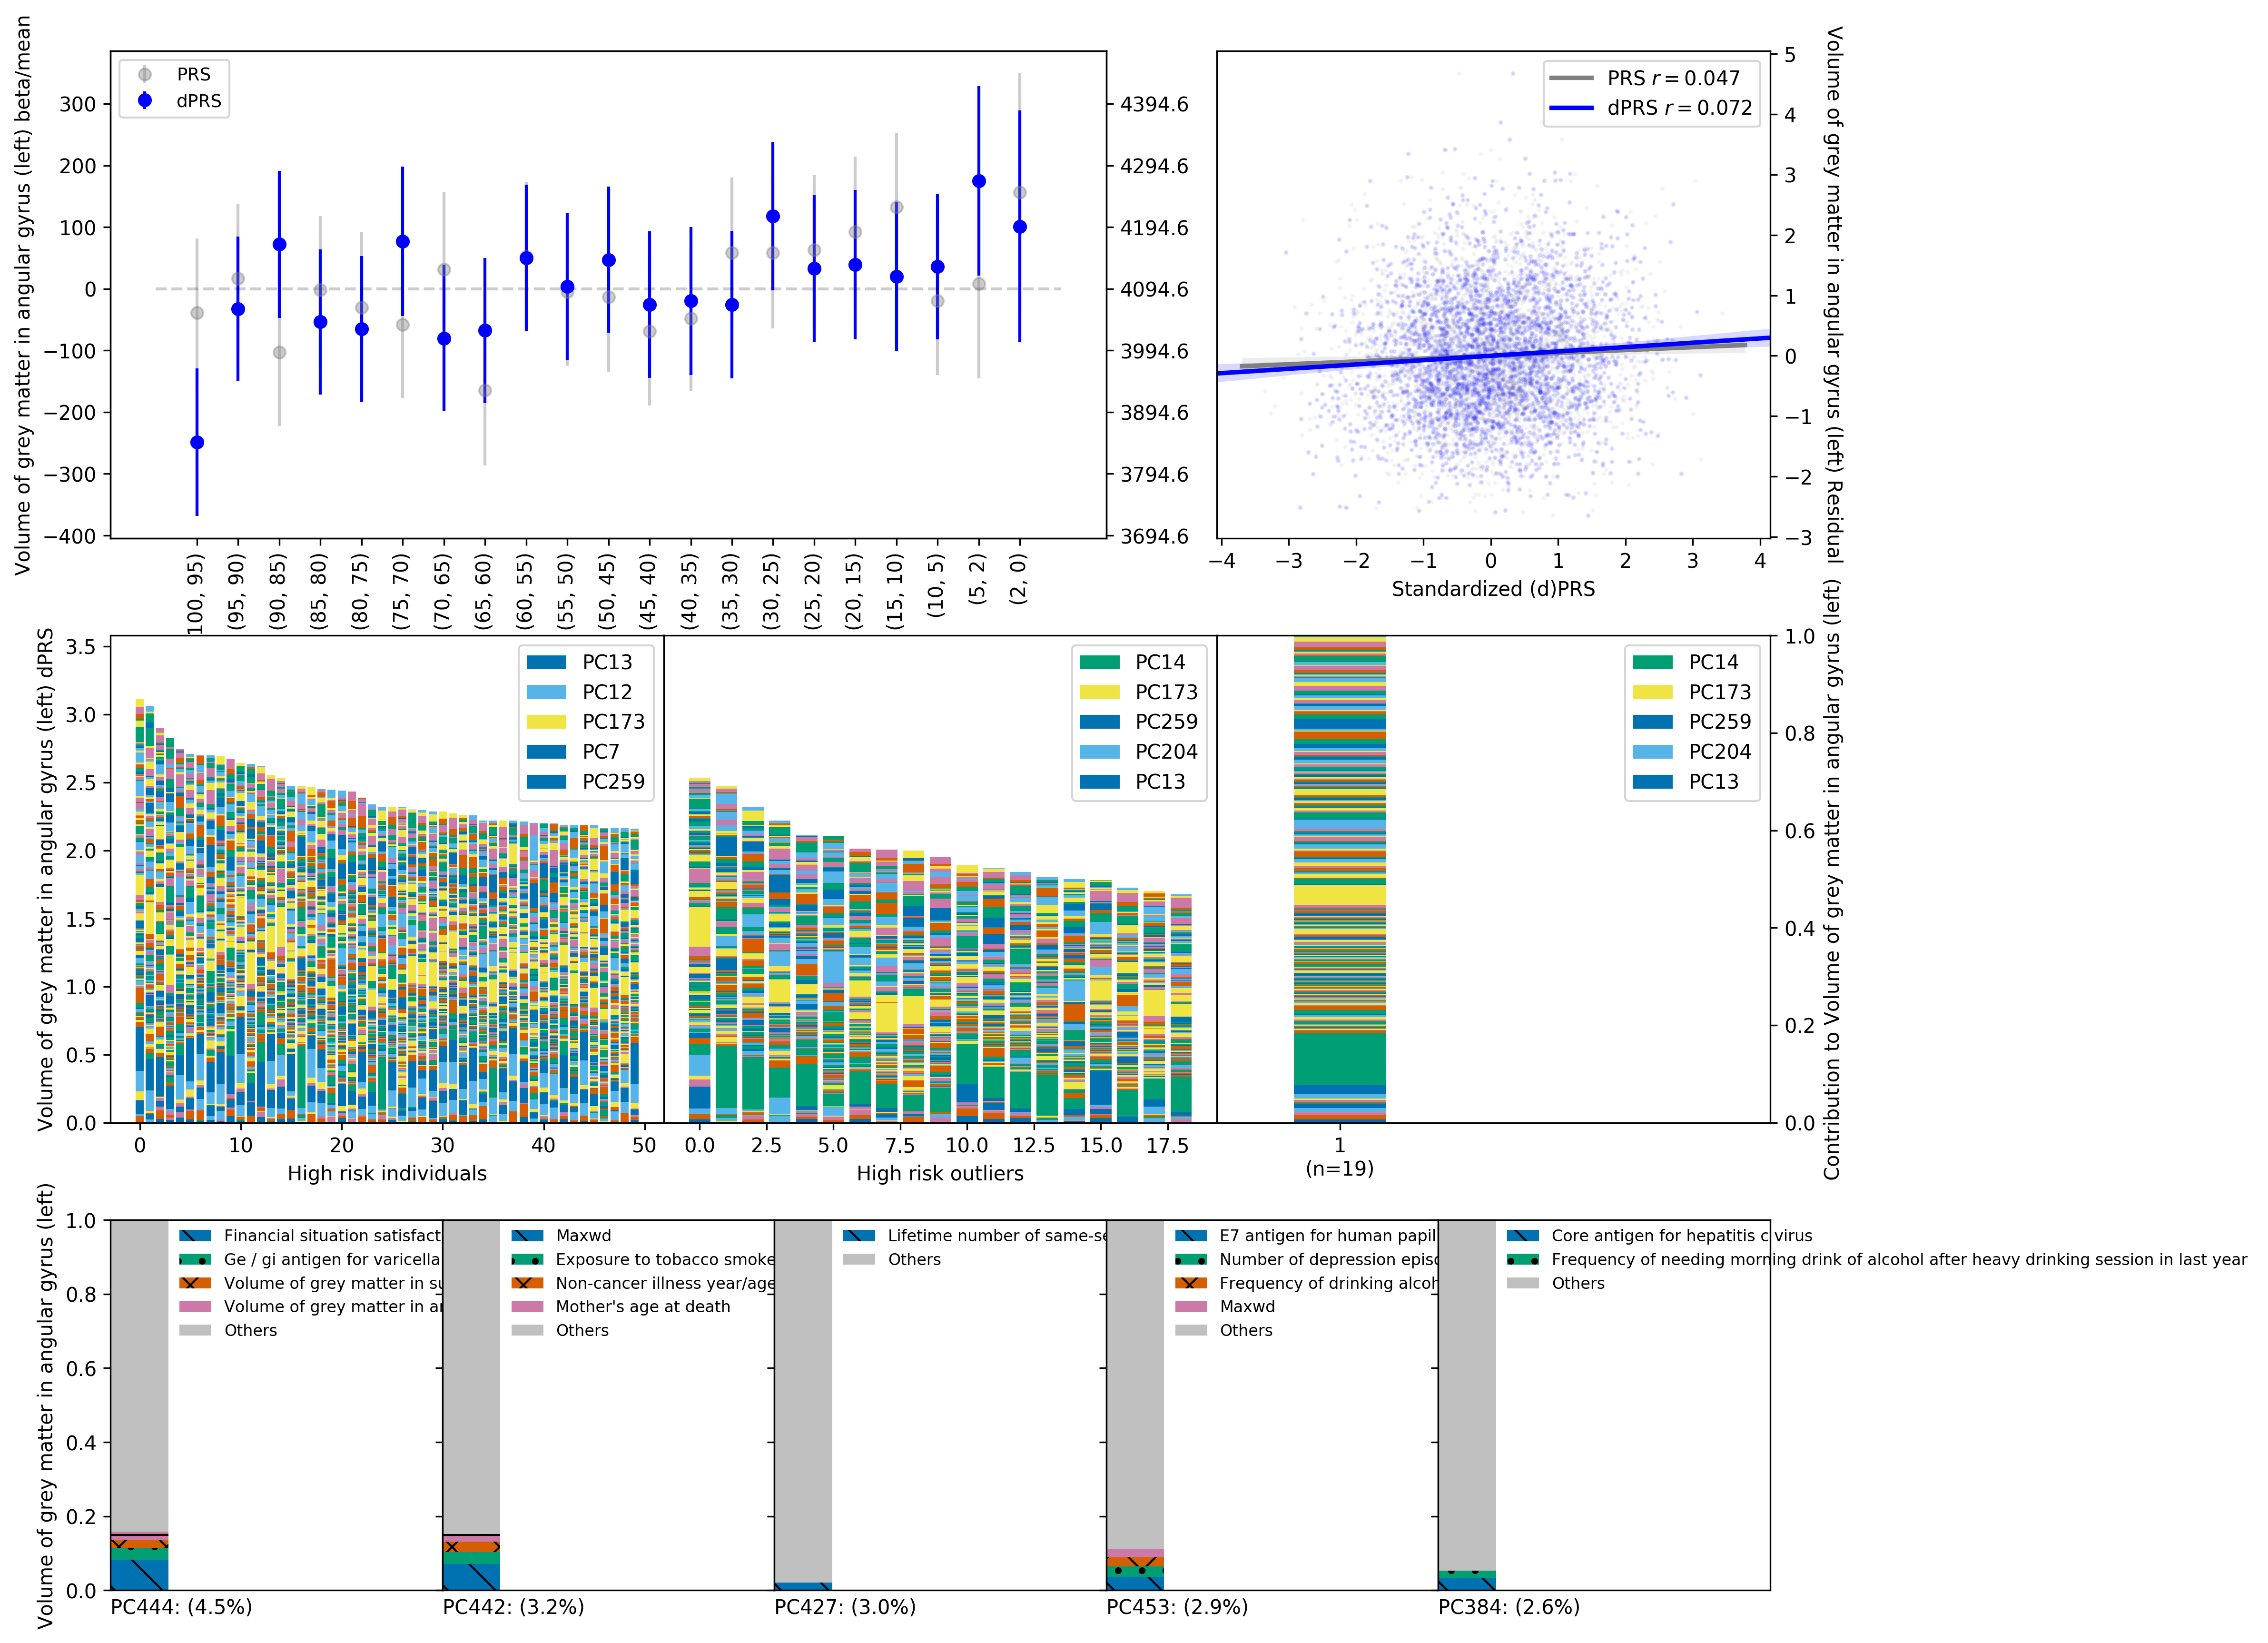 Volume of grey matter in angular gyrus (left) beta/mean
300
200
100
0
−100
−200
−300
−400
PRS
dPRS
4394.6
4294.6
4194.6
4094.6
3994.6
3894.6
3794.6
3694.6
100, 95)
(95, 90)
(90, 85)
(85, 80)
(80, 75)
(75, 70)
(70, 65)
(65, 60)
(60, 55)
(55, 50)
(50, 45)
(45, 40)
(40, 35)
(35, 30)
(30, 25)
(25, 20)
(20, 15)
(15, 10)
(10, 5)
(5, 2)
(2, 0)
PRS r = 0.047
dPRS r = 0.072
5
4
3
2
1
0
−1
−2
−3
Volume of grey matter in angular gyrus (left) Residual
−4
−3
−2
−1
0
1
2
3
4
Standardized (d)PRS
Volume of grey matter in angular gyrus (left) dPRS
3.5
3.0
2.5
2.0
1.5
1.0
0.5
0.0
PC13
PC12
PC173
PC7
PC259
0
10
20
30
40
50
High risk individuals
PC14
PC173
PC259
PC204
PC13
0.0
2.5
5.0
7.5
10.0
12.5
15.0
17.5
High risk outliers
PC14
PC173
PC259
PC204
PC13
1
(n=19)
1.0
0.8
0.6
0.4
0.2
0.0
Contribution to Volume of grey matter in angular gyrus (left)
Volume of grey matter in angular gyrus (left)
1.0
0.8
0.6
0.4
0.2
0.0
Financial situation satisfact
Ge / gi antigen for varicella
Volume of grey matter in su
Volume of grey matter in an
Others
PC444: (4.5%)
Maxwd
Exposure to tobacco smoke
Non-cancer illness year/age
Mother's age at death
Others
PC442: (3.2%)
Lifetime number of same-se
Others
PC427: (3.0%)
E7 antigen for human papil
Number of depression episo
Frequency of drinking alcoh
Maxwd
Others
PC453: (2.9%)
Core antigen for hepatitis c virus
Frequency of needing morning drink of alcohol after heavy drinking session in last year
Others
PC384: (2.6%)